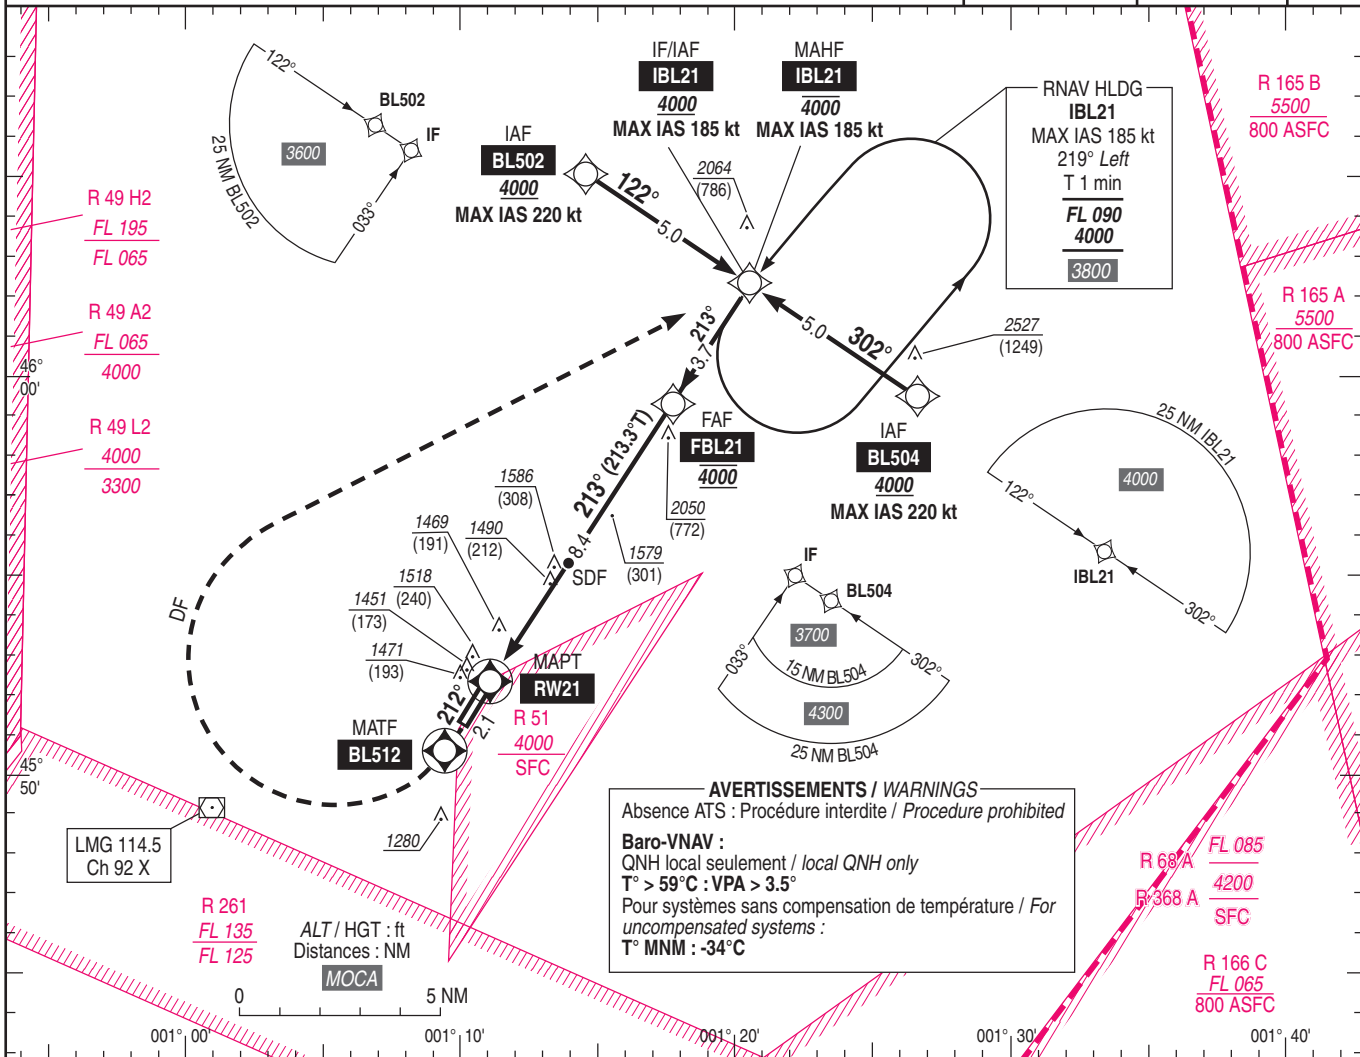 122°
BL502
IF
3600
25 NM BL502
033°
IF/IAF
IBL21
4000
MAX IAS 185 kt
MAHF
IBL21
4000
MAX IAS 185 kt
IAF
BL502
4000
MAX IAS 220 kt
122°
5.0
2064
(786)
RNAV HLDG
IBL21
MAX IAS 185 kt
219° Left
T 1 min
FL 090
4000
3800
R 165 B
5500
800 ASFC
R 165 A
5500
800 ASFC
R 49 H2
FL 195
FL 065
R 49 A2
FL 065
4000
R 49 L2
4000
3300
46°
00'
213°
3.7
5.0
302°
2527
(1249)
FAF
FBL21
4000
IAF
BL504
4000
MAX IAS 220 kt
213° (213.3°T)
8.4
2050
(772)
1586
(308)
1469
(191)
1490
(212)
1579
(301)
SDF
1518
(240)
1451
(173)
1471
(193)
DF
25 NM IBL21
4000
122°
IBL21
302°
IF
BL504
3700
033°
302°
15 NM BL504
4300
25 NM BL504
MAPT
RW21
212°
2.1
R 51
4000
SFC
MATF
BL512
45°
50'
LMG 114.5
Ch 92 X
1280
AVERTISSEMENTS / WARNINGS
Absence ATS : Procédure interdite / Procedure prohibited
Baro-VNAV :
QNH local seulement / local QNH only
T° > 59°C : VPA > 3.5°
Pour systèmes sans compensation de température / For
uncompensated systems :
T° MNM : -34°C
R 68 A
R 368 A
FL 085
4200
SFC
R 166 C
FL 065
800 ASFC
R 261
FL 135
FL 125
ALT / HGT : ft
Distances : NM
MOCA
0 5 NM
001° 00' 001° 10' 001° 20' 001° 30' 001° 40'